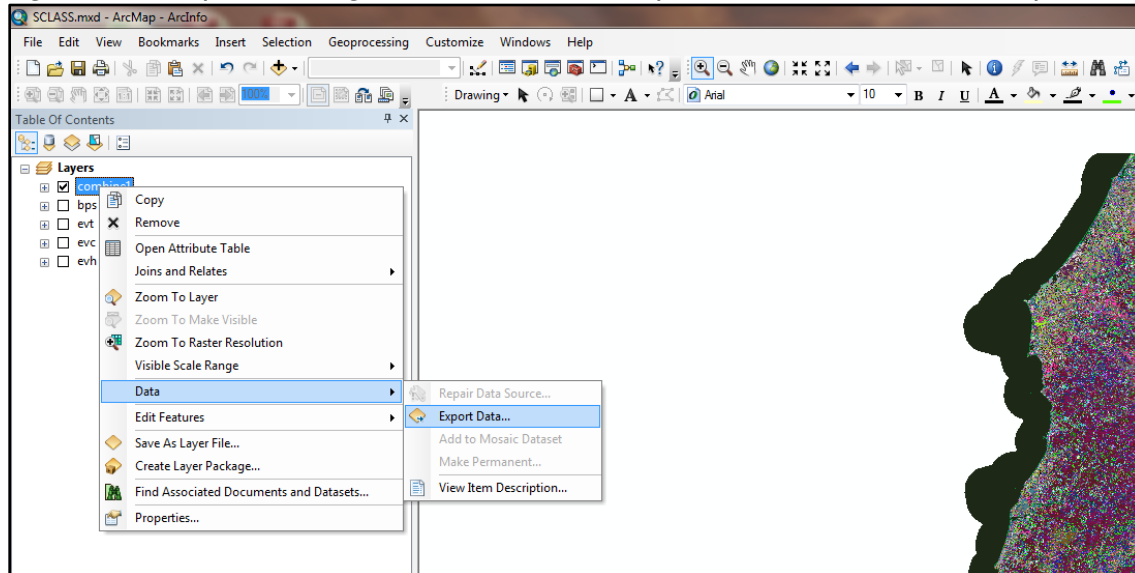 SCLASS.mxd - ArcMap - ArcInfo
File Edit View Bookmarks Insert Selection Geoprocessing Customize Windows Help
100%
Drawing A Arial 10 B I U A
Table Of Contents
Layers
combine1
bps
evt
evc
evh
Copy
Remove
Open Attribute Table
Joins and Relates
Zoom To Layer
Zoom To Make Visible
Zoom To Raster Resolution
Visible Scale Range
Data
Edit Features
Save As Layer File...
Create Layer Package...
Find Associated Documents and Datasets...
Properties...
Repair Data Source...
Export Data...
Add to Mosaic Dataset
Make Permanent...
View Item Description...